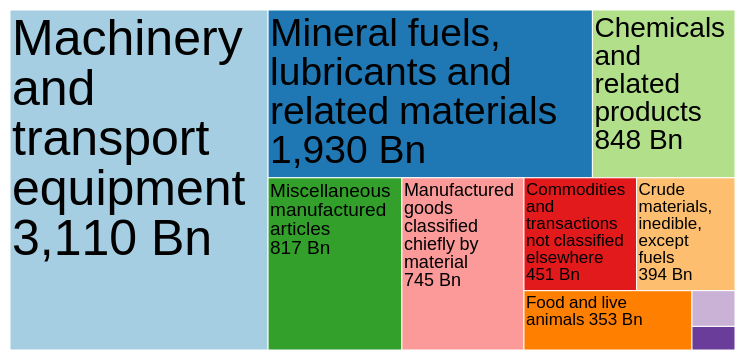 Machinery
and
transport
equipment
3,110 Bn
Mineral fuels,
lubricants and
related materials
1,930 Bn
Chemicals
and
related
products
848 Bn
Miscellaneous
manufactured
articles
817 Bn
Manufactured
goods
classified
chiefly by
material
745 Bn
Commodities
and
transactions
not classified
elsewhere
451 Bn
Crude
materials,
inedible,
except
fuels
394 Bn
Food and live
animals 353 Bn